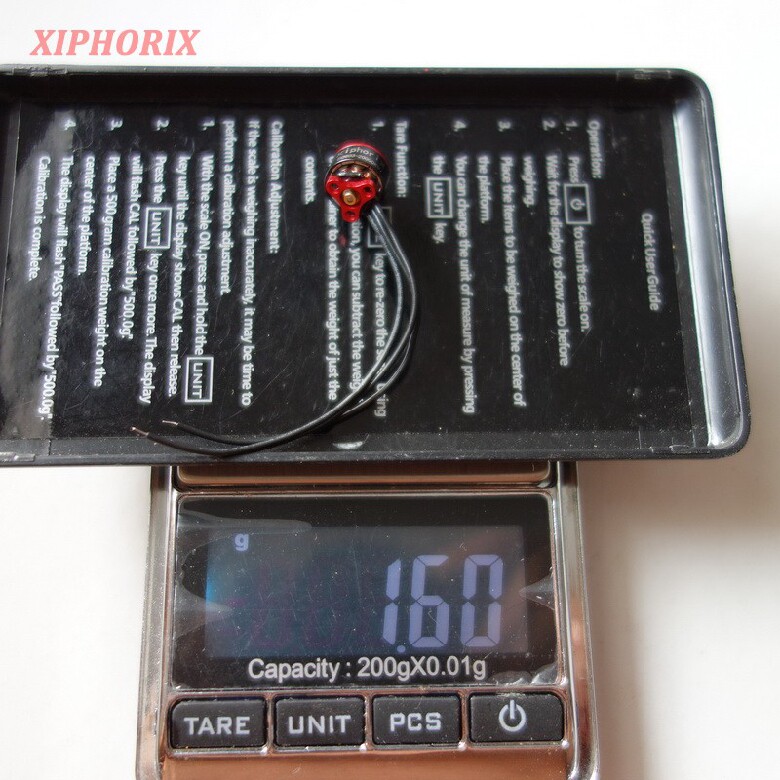 XIPHORIX
Quick User Guide
Operation:
1. Press to turn the scale on.
2. Wait for the display to show zero before
weighing.
3. Place the items to be weighed on the center of
the platform.
4. You can change the unit of measure by pressing
the UNIT key.
Tare Function:
1. key to re-zero the
you can subtract the
to obtain the weight of just the
Calibration Adjustment:
If the scale is weighing inaccurately, it may be time to
perform a calibration adjustment.
1. With the scale ON, press and hold the UNIT
key until the display shows CAL, then release.
2. Press the UNIT key once more. The display
will flash CAL followed by "500.0g".
3. Place a 500 gram calibration weight on the
center of the platform.
4. The display will flash "PASS" followed by "500.0g"
Calibration is complete.
g
1.60
Capacity : 200gX0.01g
TARE UNIT PCS